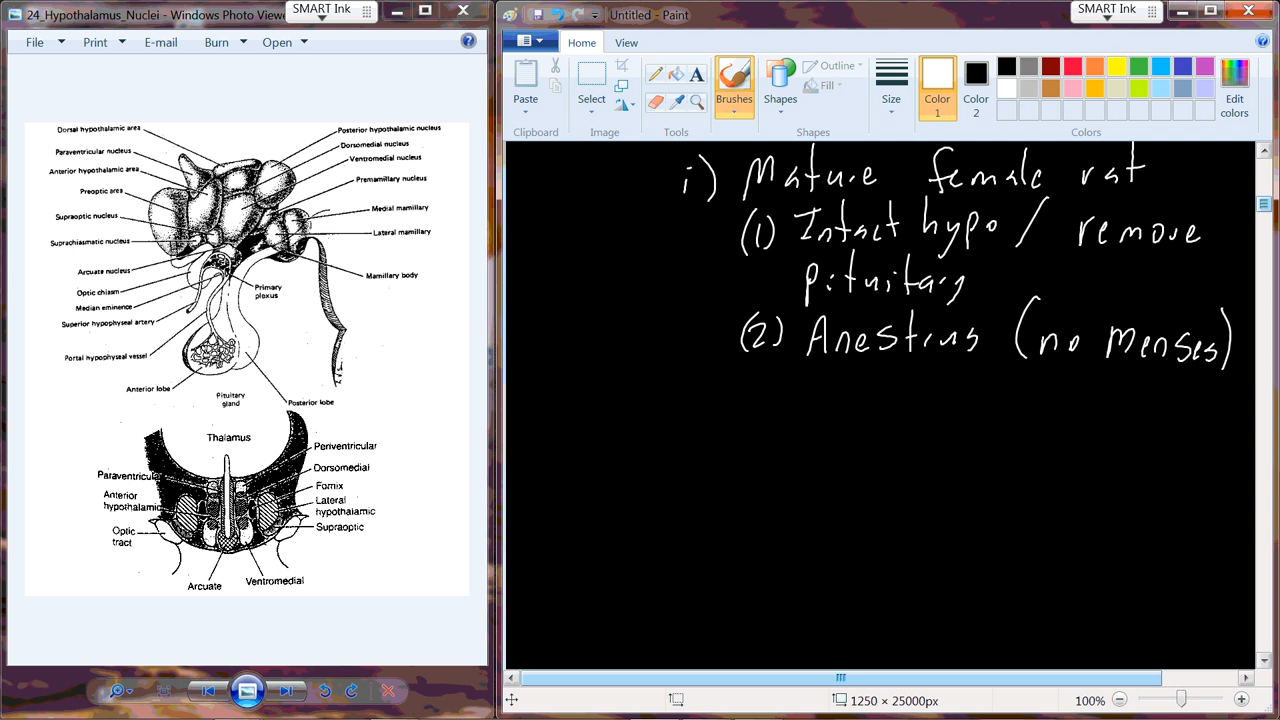 24_Hypothalamus_Nuclei - Windows Photo Viewe
SMART Ink
File Print E-mail Burn Open
Dorsal hypothalamic area
Paraventricular nucleus
Anterior hypothalamic area
Preoptic area
Supraoptic nucleus
Suprachiasmatic nucleus
Arcuate nucleus
Optic chiasm
Median eminence
Superior hypophyseal artery
Portal hypophyseal vessel
Anterior lobe
Pituitary
gland
Posterior lobe
Primary
plexus
Posterior hypothalamic nucleus
Dorsomedial nucleus
Ventromedial nucleus
Premamillary nucleus
Medial mamillary
Lateral mamillary
Mamillary body
Thalamus
Paraventricular
Anterior
hypothalamic
Optic
tract
Arcuate
Ventromedial
Periventricular
Dorsomedial
Fornix
Lateral
hypothalamic
Supraoptic
Untitled - Paint
SMART Ink
Home View
Paste
Clipboard
Select
Image
A
Tools
Brushes
Shapes
Outline
Fill
Shapes
Size
Color
1
Color
2
Edit
colors
Colors
i) Mature female rat
(1) Intact hypo / remove
pituitary
(2) Anestrus (no menses)
1250 × 25000px
100%